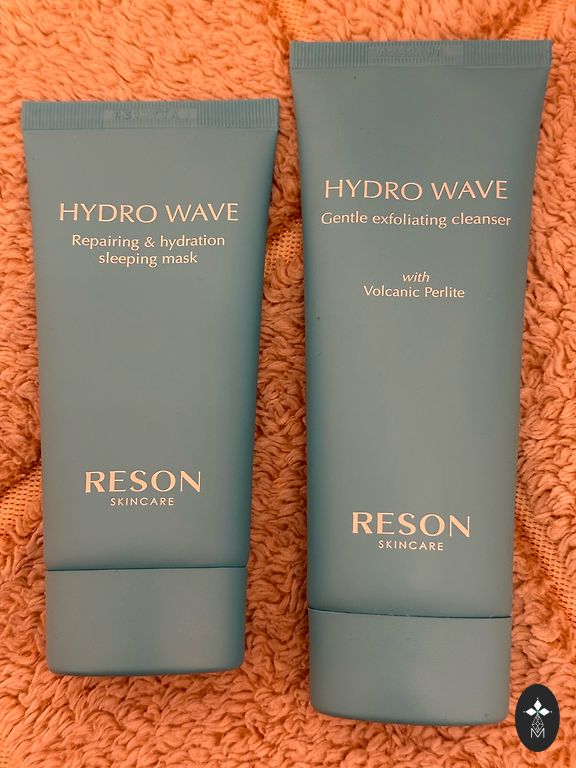 HYDRO WAVE
Repairing & hydration
sleeping mask
RESON
SKINCARE
HYDRO WAVE
Gentle exfoliating cleanser
with
Volcanic Perlite
RESON
SKINCARE